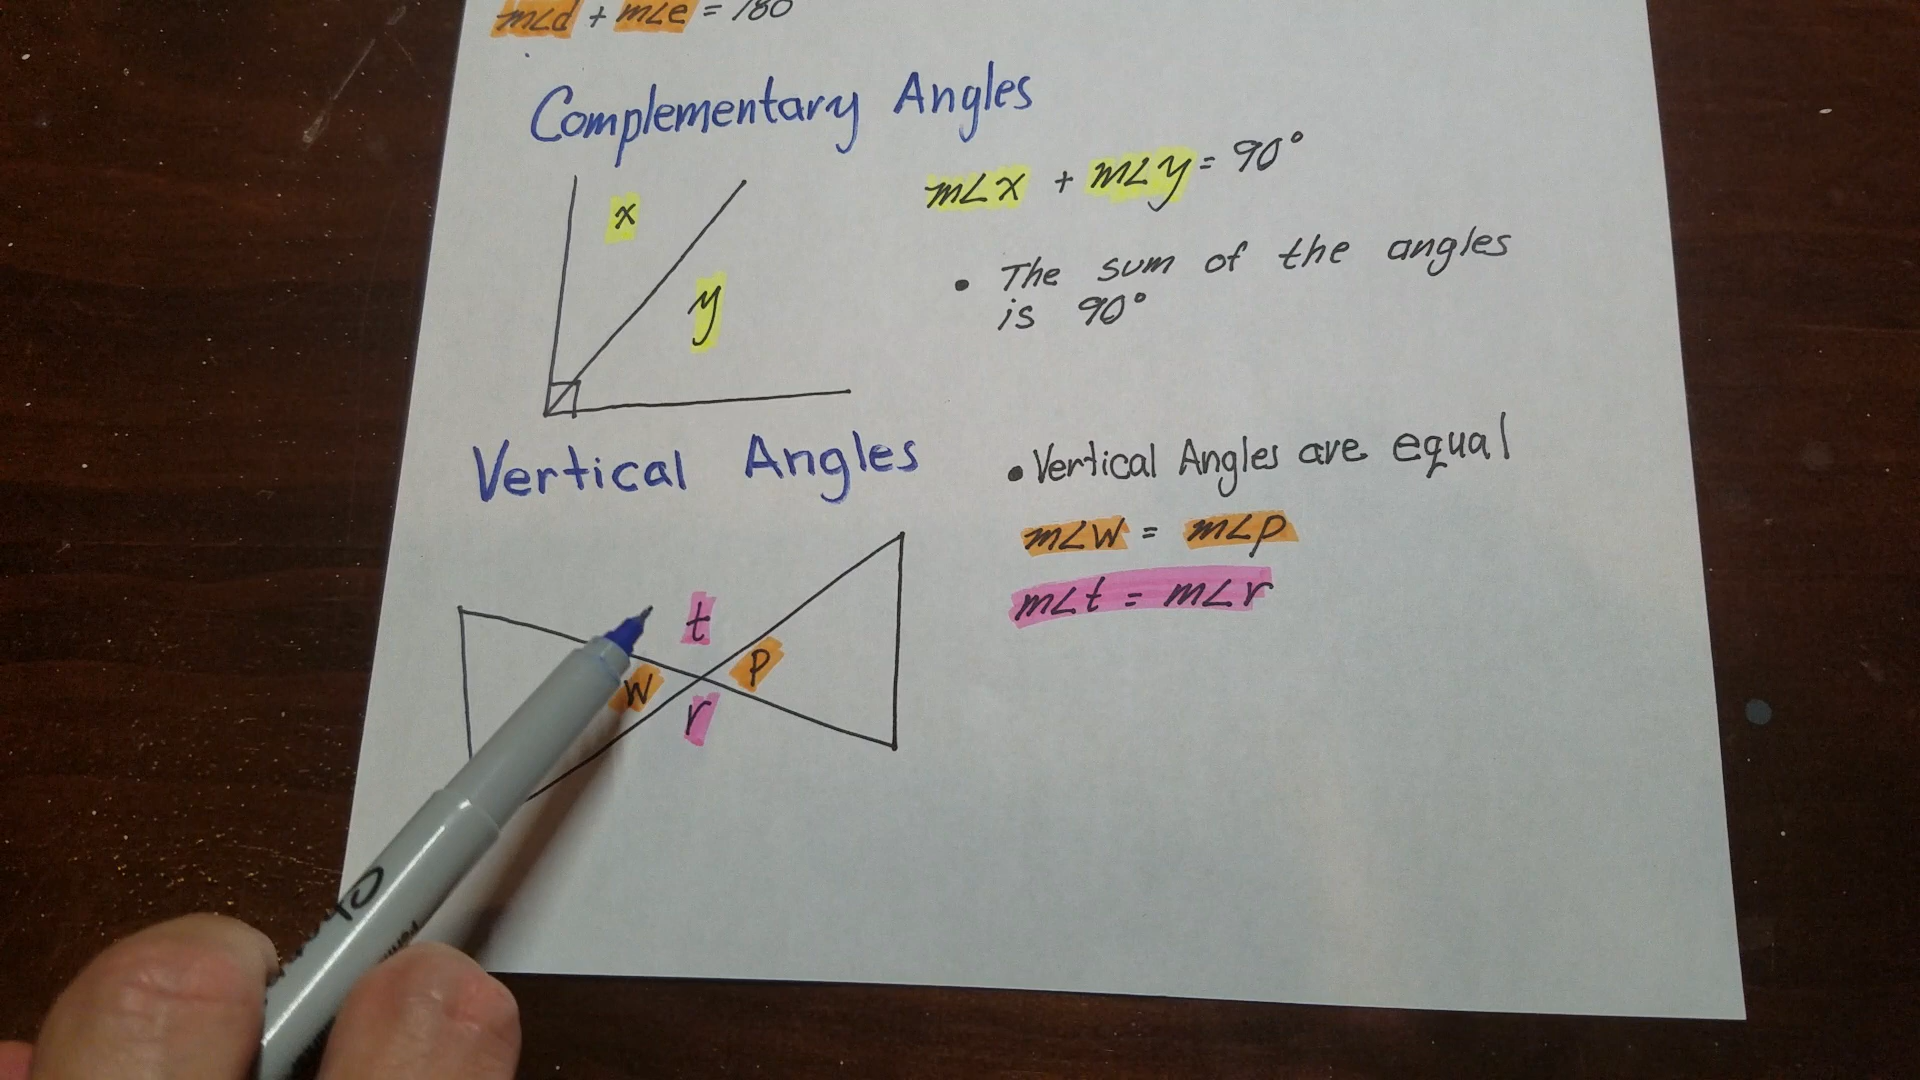 m∠d + m∠e = 180
Complementary Angles
m∠x + m∠y = 90°
x
y
• The sum of the angles
is 90°
Vertical Angles
• Vertical Angles are equal
m∠w = m∠p
m∠t = m∠r
t
w
p
r